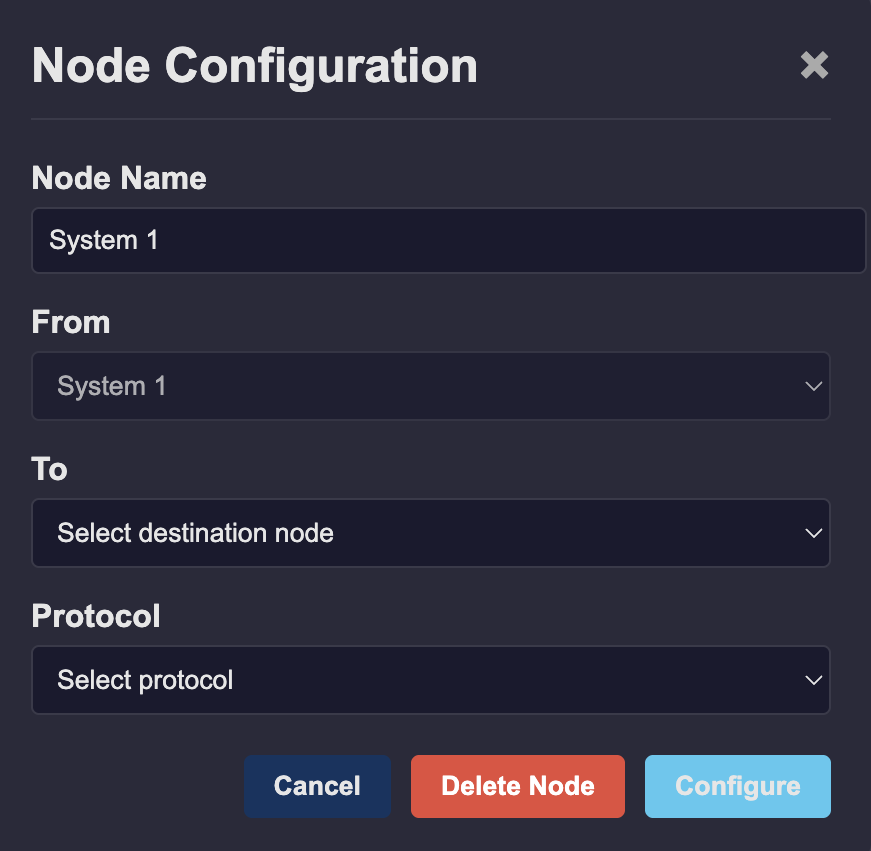 Node Configuration
Node Name
System 1
From
System 1
To
Select destination node
Protocol
Select protocol
Cancel Delete Node Configure